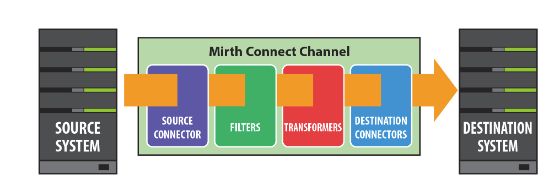 Mirth Connect Channel
SOURCE
SYSTEM
SOURCE
CONNECTOR
FILTERS
TRANSFORMERS
DESTINATION
CONNECTORS
DESTINATION
SYSTEM